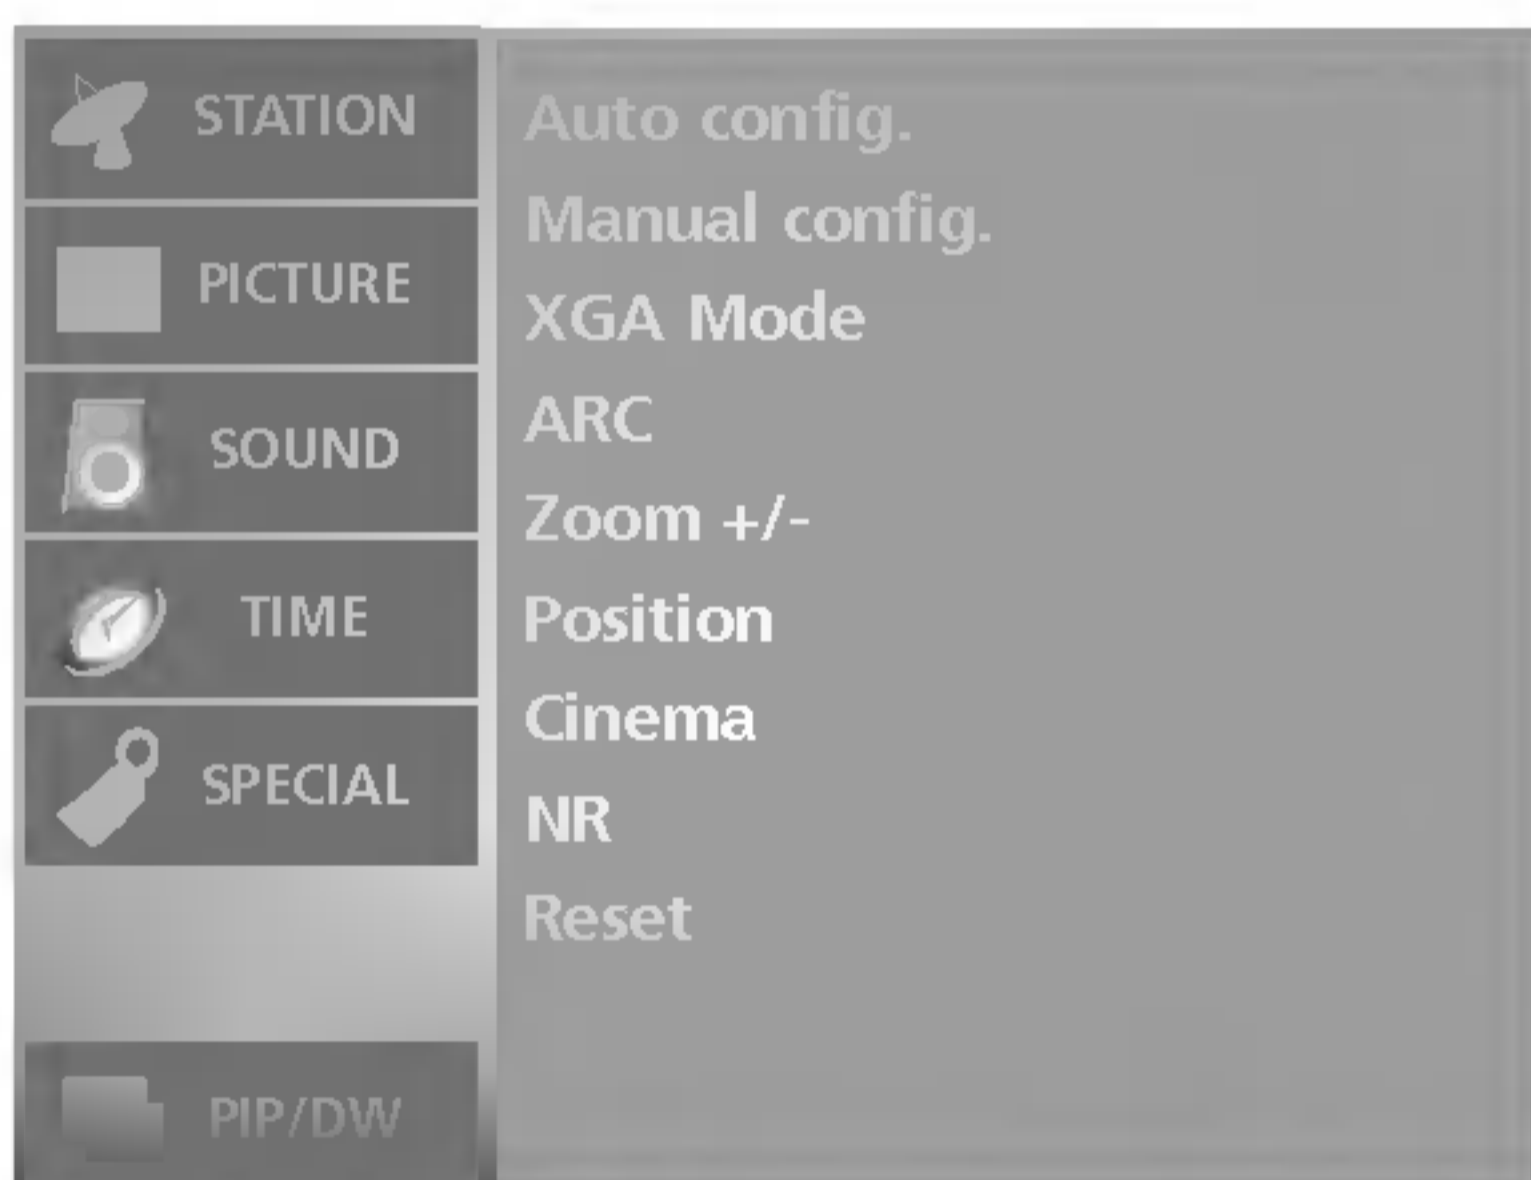 STATION
PICTURE
SOUND
TIME
SPECIAL
PIP/DW
Auto config.
Manual config.
XGA Mode
ARC
Zoom +/-
Position
Cinema
NR
Reset